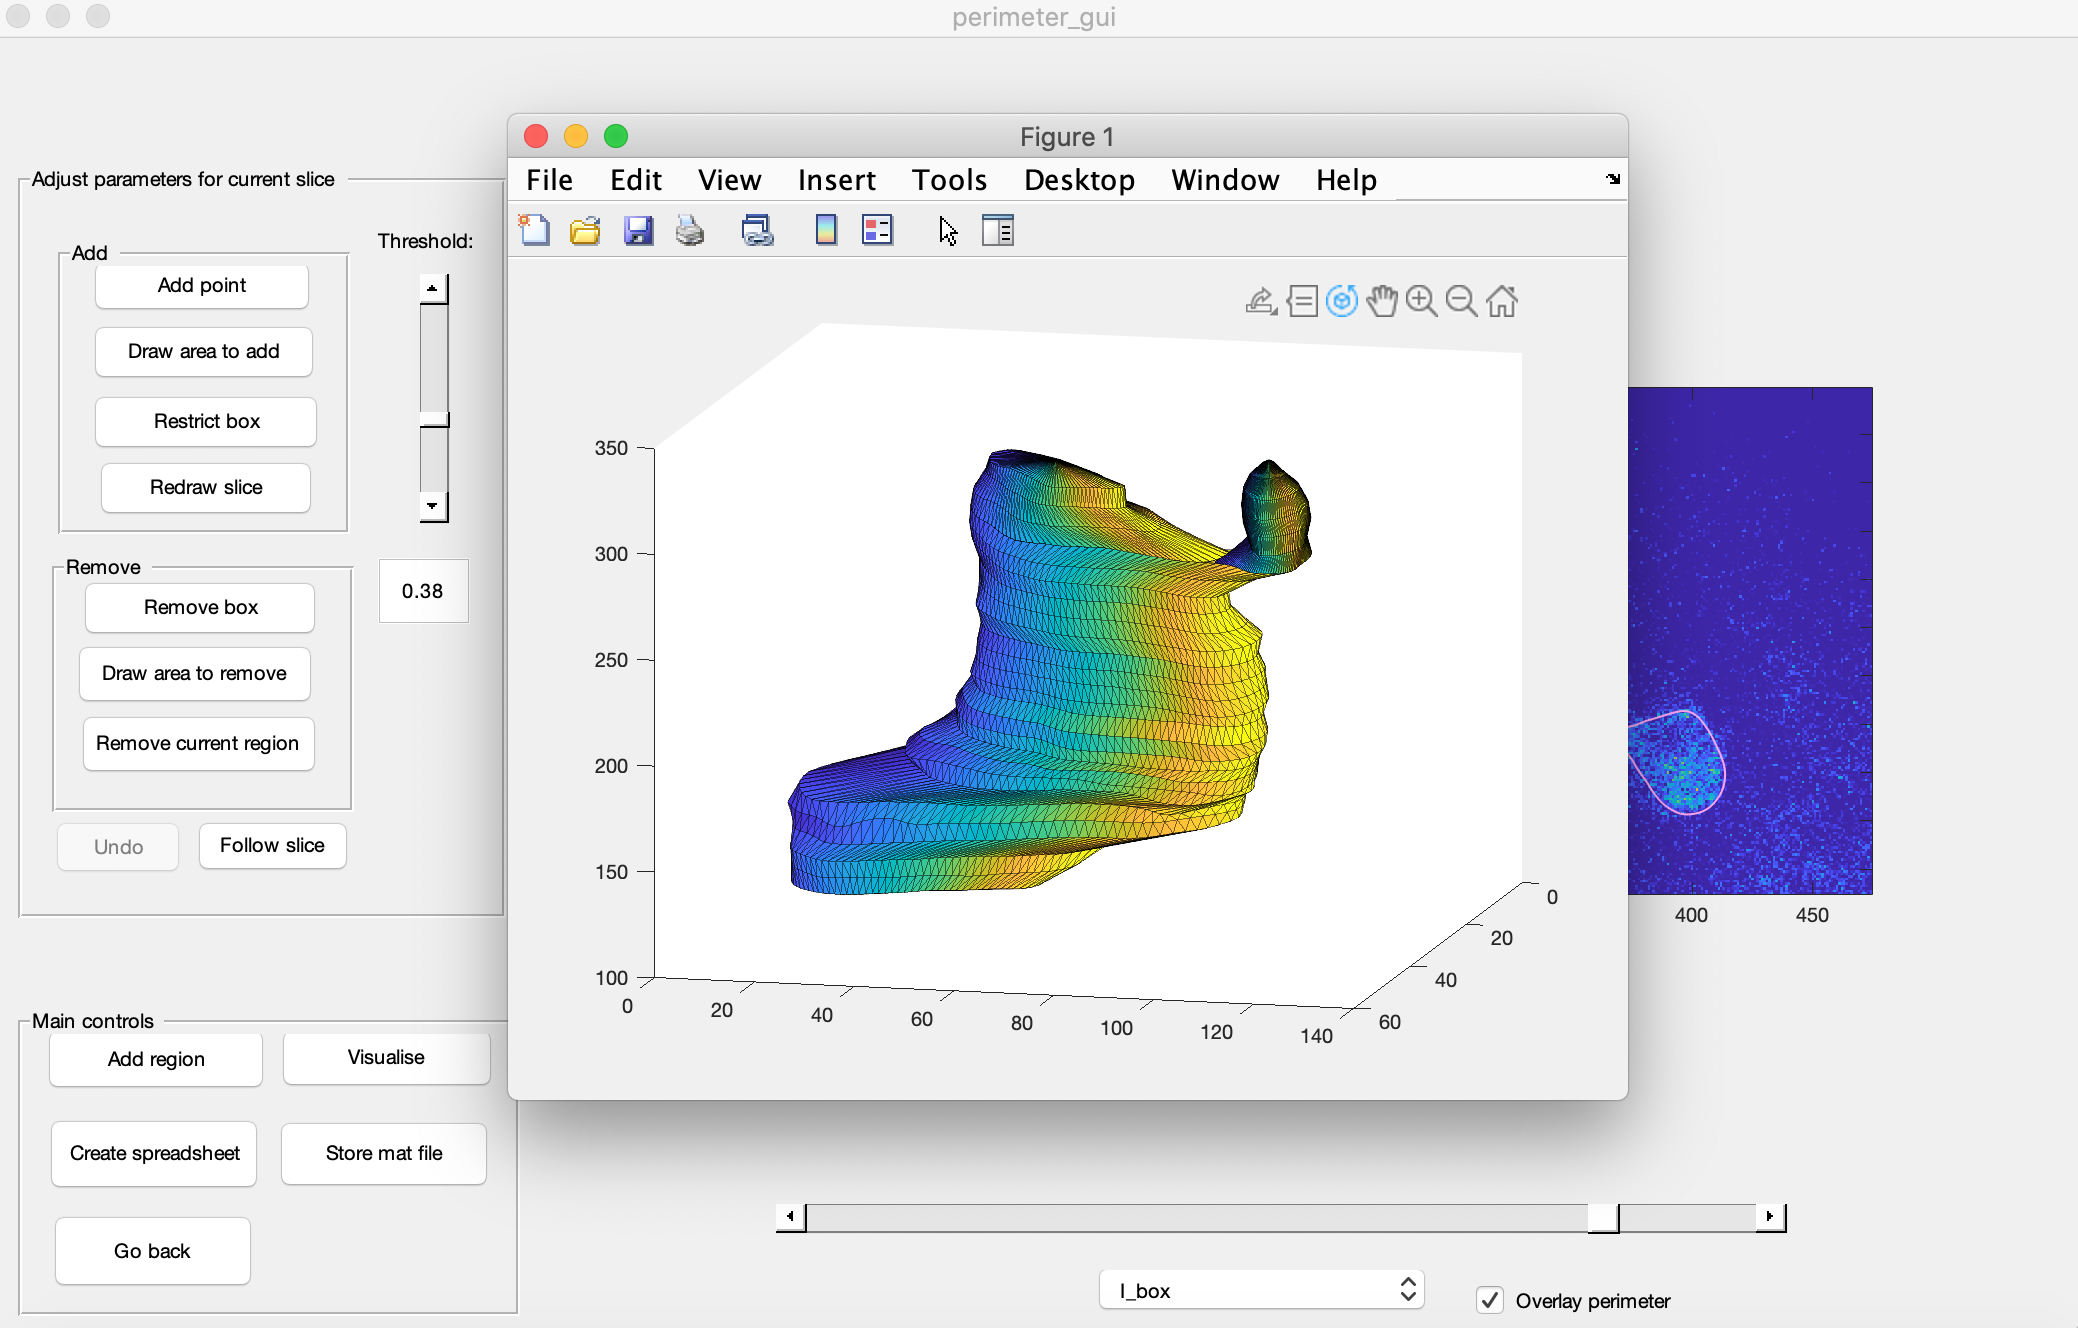 perimeter_gui
Figure 1
File Edit View Insert Tools Desktop Window Help
Adjust parameters for current slice
Threshold:
Add
Add point
Draw area to add
Restrict box
Redraw slice
Remove
Remove box
Draw area to remove
Remove current region
0.38
Undo
Follow slice
Main controls
Add region
Visualise
Create spreadsheet
Store mat file
Go back
350
300
250
200
150
100
0 20 40 60 80 100 120 140
0
20
40
60
400 450
I_box
Overlay perimeter